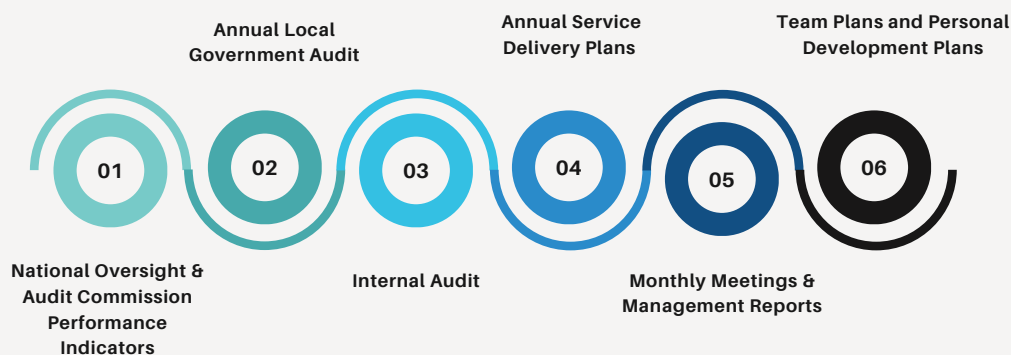 01
National Oversight &
Audit Commission
Performance
Indicators
Annual Local
Government Audit
02
03
Internal Audit
Annual Service
Delivery Plans
04
05
Monthly Meetings &
Management Reports
Team Plans and Personal
Development Plans
06